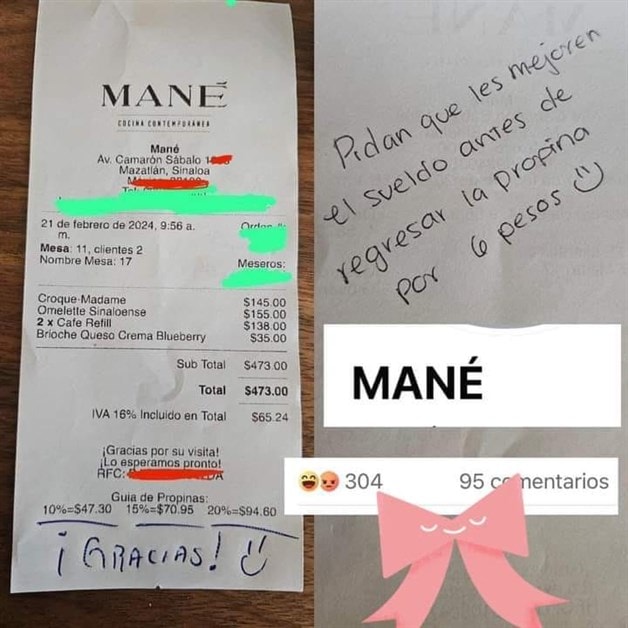 MANÉ
COCINA CONTEMPORÁNEA
Mané
Av. Camarón Sábalo
Mazatlán, Sinaloa
21 de febrero de 2024, 9:56 a.
m.
Mesa: 11, clientes 2
Nombre Mesa: 17
Meseros:
Croque-Madame $145.00
Omelette Sinaloense $155.00
2 x Cafe Refill $138.00
Brioche Queso Crema Blueberry $35.00
Sub Total $473.00
Total $473.00
IVA 16% Incluido en Total $65.24
¡Gracias por su visita!
¡Lo esperamos pronto!
RFC:
Guia de Propinas:
10%=$47.30 15%=$70.95 20%=$94.60
¡GRACIAS!
Pidan que les mejoren
el sueldo antes de
regresar la propina
por 6 pesos
MANÉ
304 95 comentarios